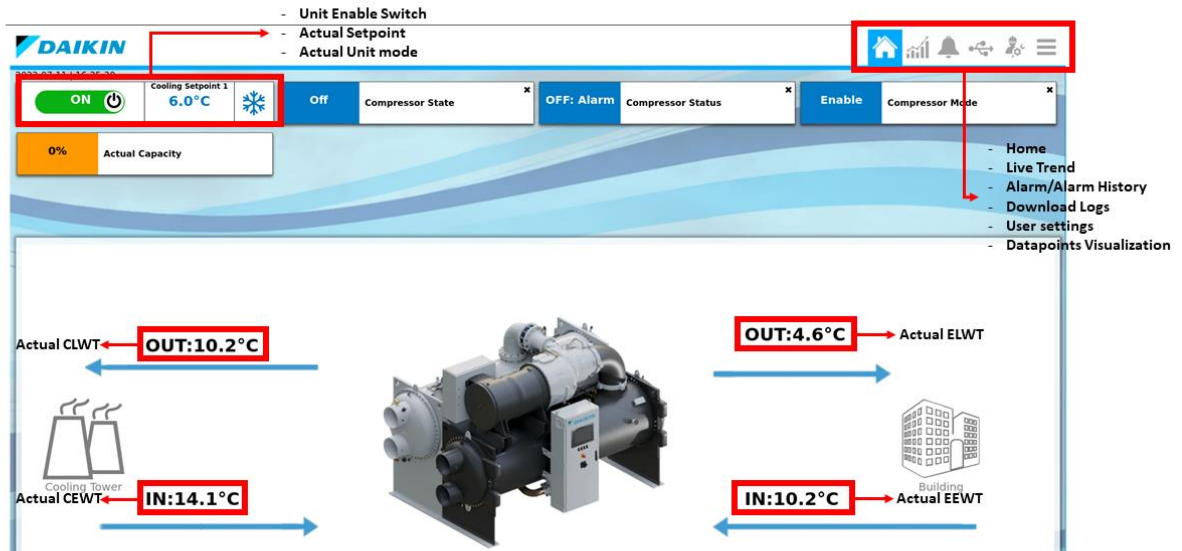 - Unit Enable Switch
- Actual Setpoint
- Actual Unit mode
DAIKIN
ON
Cooling Setpoint 1
6.0°C
Off
Compressor State
OFF: Alarm
Compressor Status
Enable
Compressor Mode
0%
Actual Capacity
- Home
- Live Trend
- Alarm/Alarm History
- Download Logs
- User settings
- Datapoints Visualization
Actual CLWT
OUT:10.2°C
OUT:4.6°C
Actual ELWT
DAIKIN
Cooling Tower
Building
Actual CEWT
IN:14.1°C
IN:10.2°C
Actual EEWT